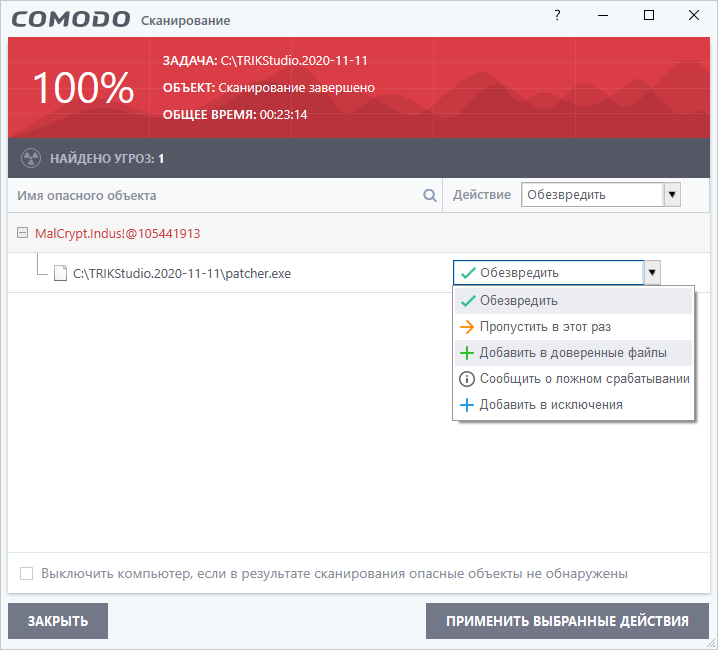 COMODO Сканирование
?
100%
ЗАДАЧА: C:\TRIKStudio.2020-11-11
ОБЪЕКТ: Сканирование завершено
ОБЩЕЕ ВРЕМЯ: 00:23:14
НАЙДЕНО УГРОЗ: 1
Имя опасного объекта
Действие
Обезвредить
MalCrypt.Indus!@105441913
C:\TRIKStudio.2020-11-11\patcher.exe
Обезвредить
Обезвредить
Пропустить в этот раз
Добавить в доверенные файлы
Сообщить о ложном срабатывании
Добавить в исключения
Выключить компьютер, если в результате сканирования опасные объекты не обнаружены
ЗАКРЫТЬ
ПРИМЕНИТЬ ВЫБРАННЫЕ ДЕЙСТВИЯ